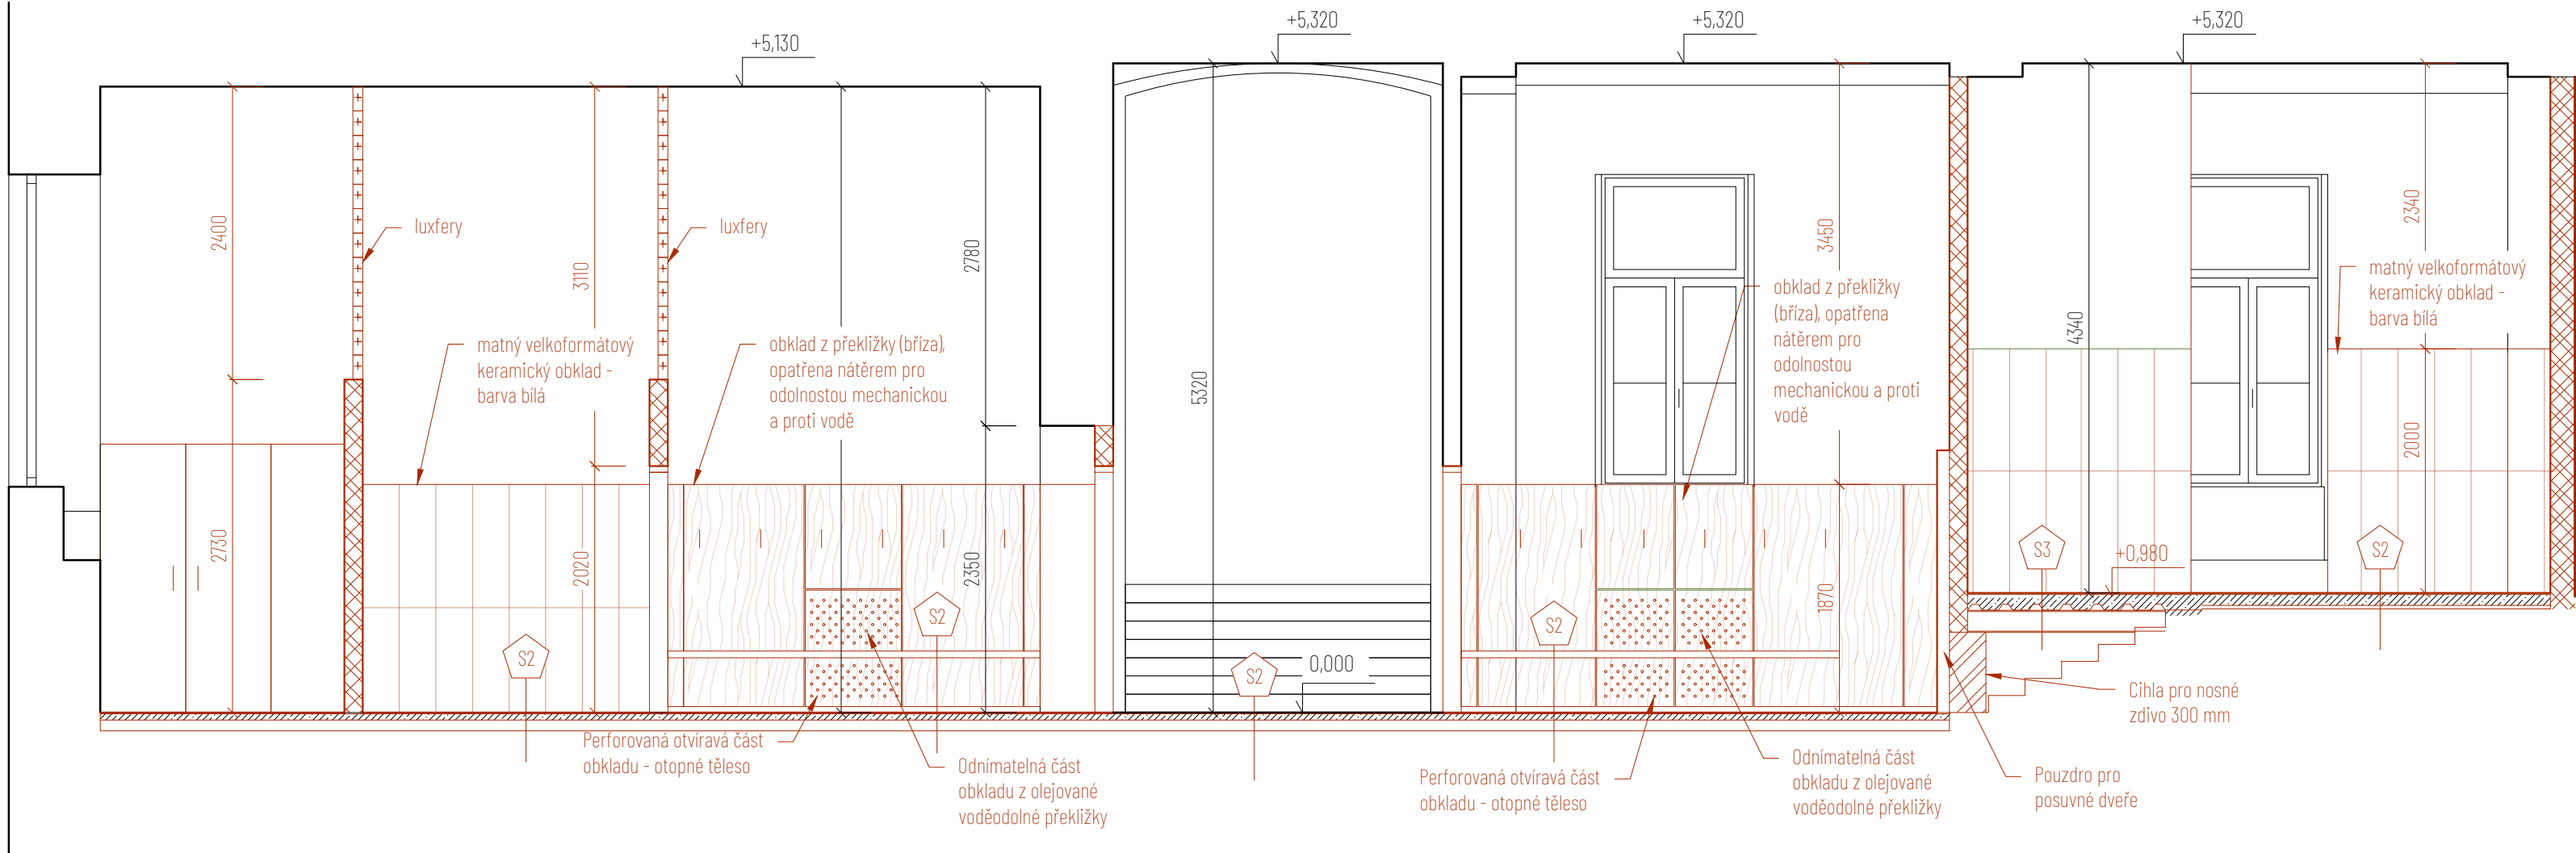 +5,130
+5,320
+5,320
+5,320
2400
2730
luxfery
3110
2020
luxfery
matný velkoformátový
keramický obklad -
barva bílá
obklad z překližky (bříza),
opatřena nátěrem pro
odolnostou mechanickou
a proti vodě
2780
2350
5320
obklad z překližky
(bříza), opatřena
nátěrem pro
odolnostou
mechanickou a proti
vodě
3450
1870
4340
2340
2000
matný velkoformátový
keramický obklad -
barva bílá
S2
S2
S2
0,000
S2
S3
+0,980
S2
Perforovaná otvíravá část
obkladu - otopné těleso
Odnímatelná část
obkladu z olejované
voděodolné překližky
Perforovaná otvíravá část
obkladu - otopné těleso
Odnímatelná část
obkladu z olejované
voděodolné překližky
Pouzdro pro
posuvné dveře
Cihla pro nosné
zdivo 300 mm